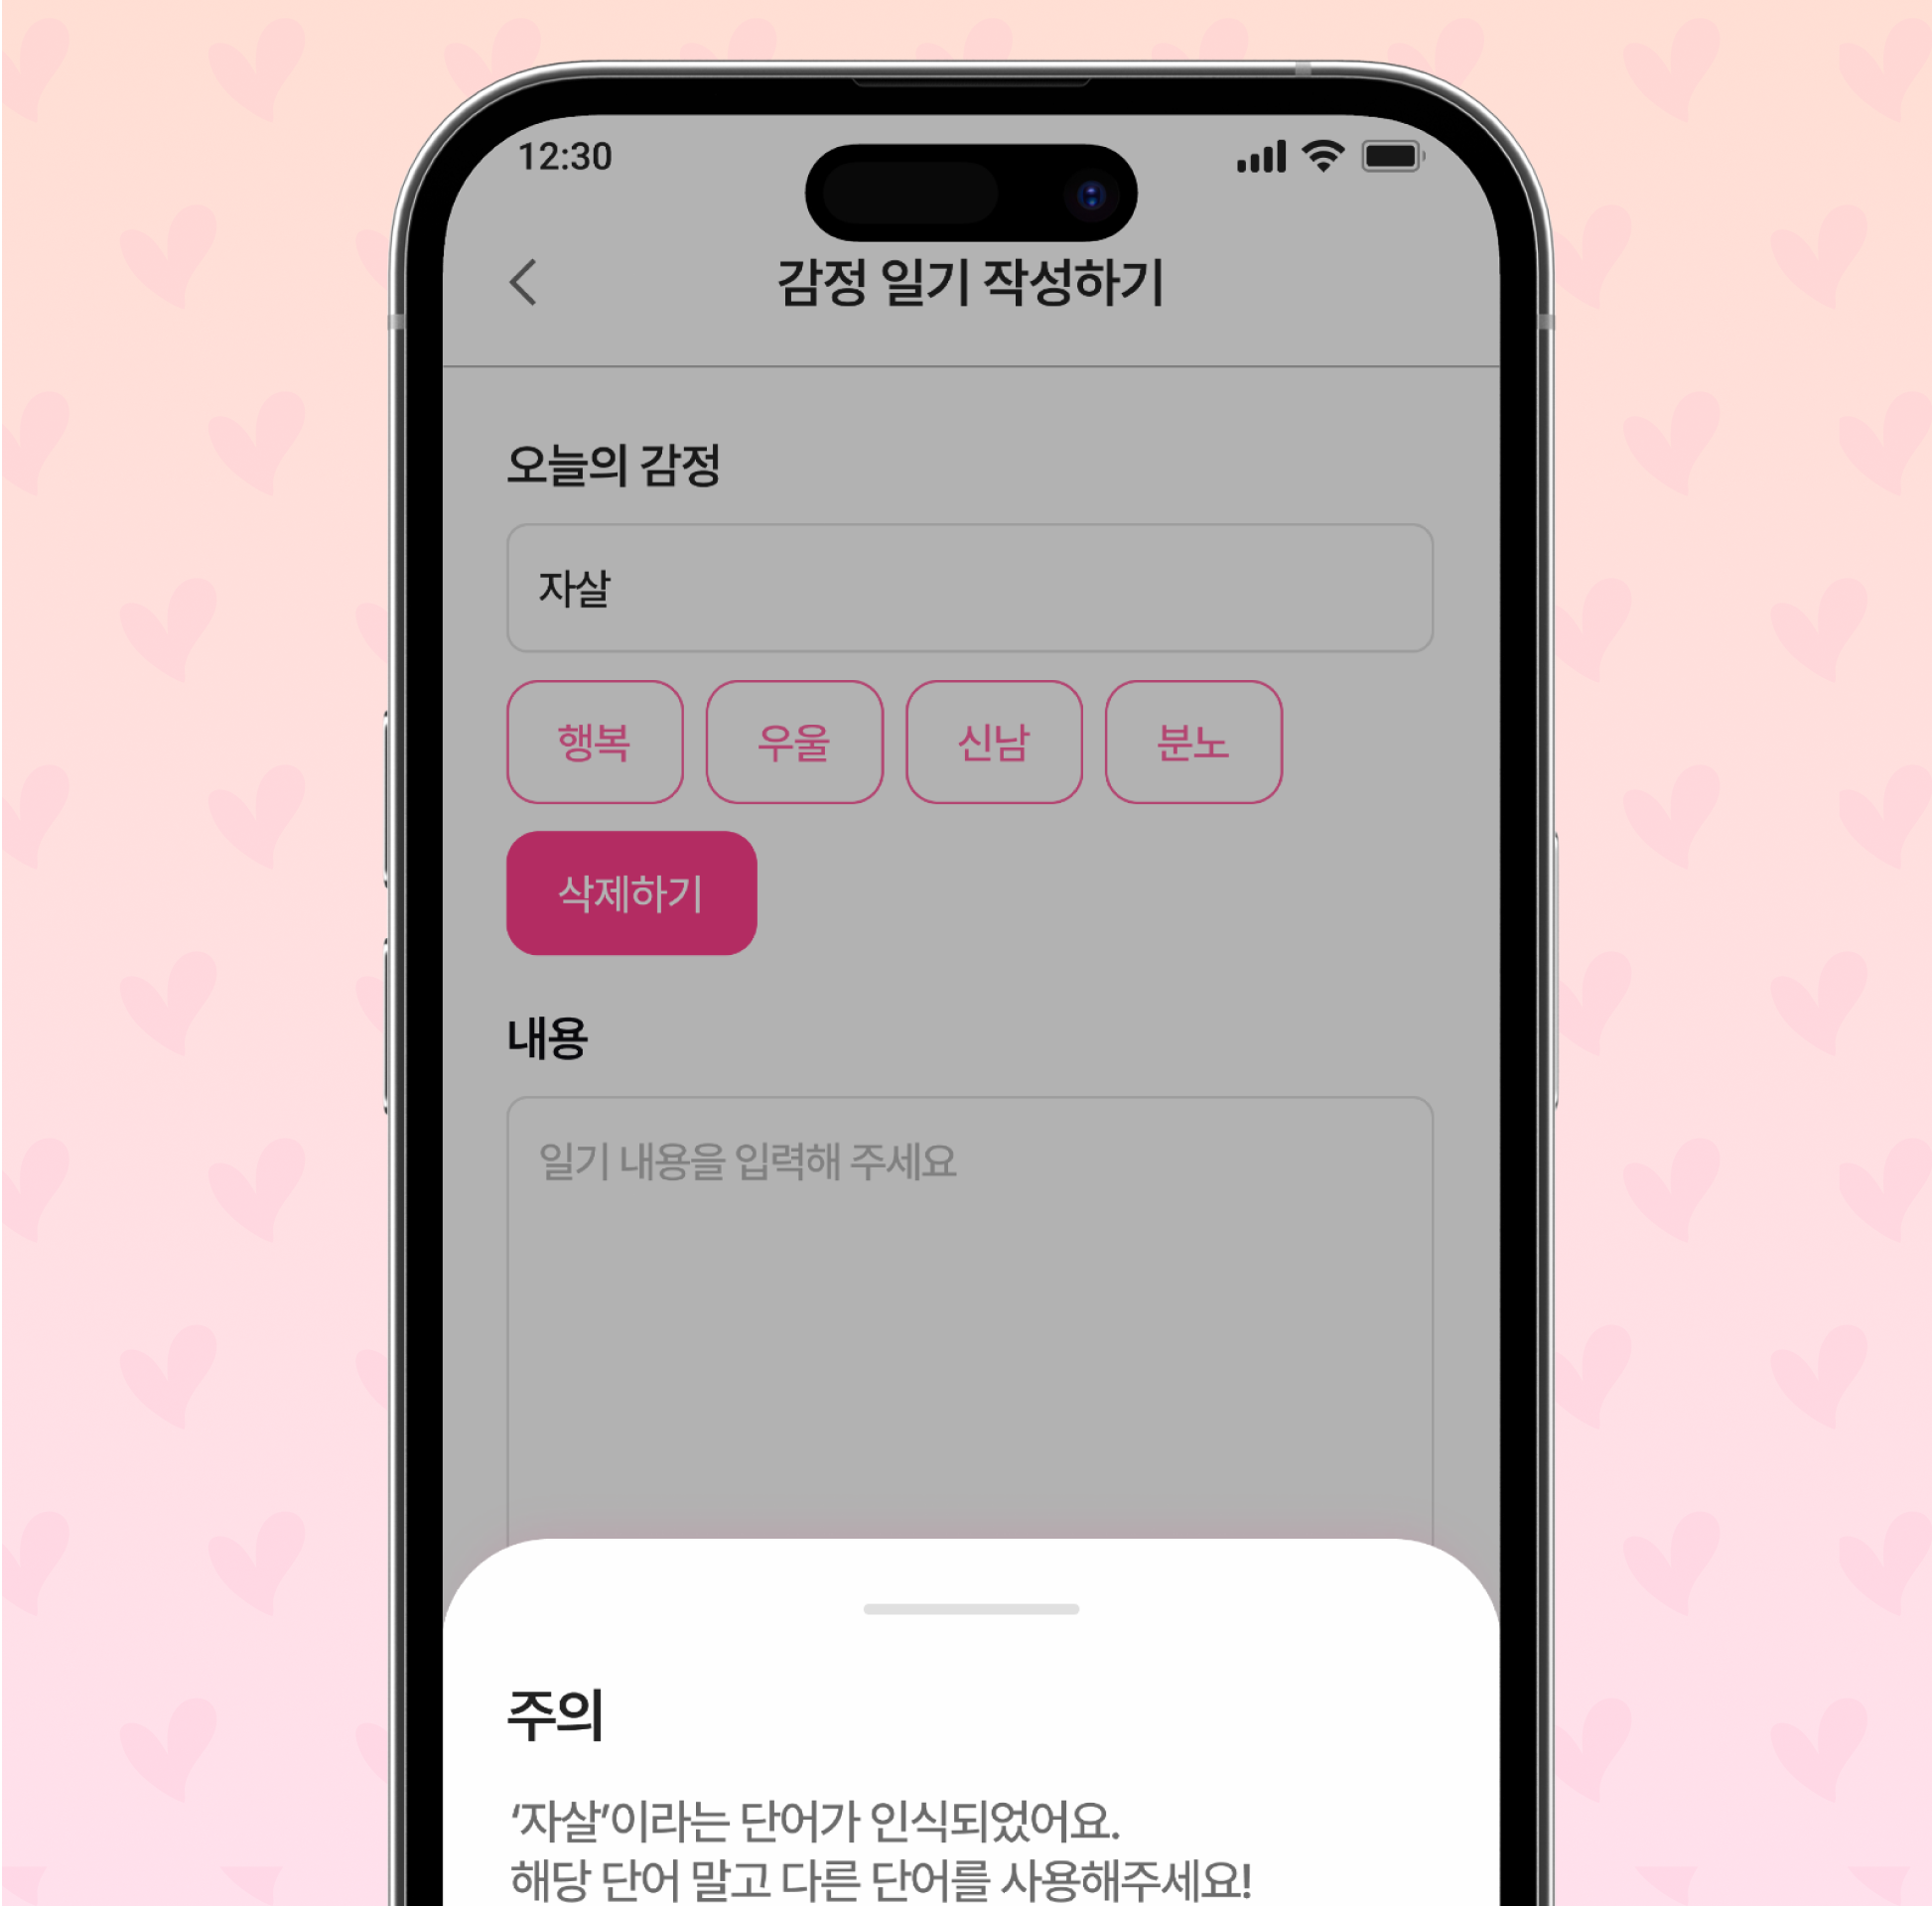 12:30
감정 일기 작성하기
오늘의 감정
자살
행복 우울 신남 분노
삭제하기
내용
일기 내용을 입력해 주세요
주의
‘자살’이라는 단어가 인식되었어요.
해당 단어 말고 다른 단어를 사용해주세요!